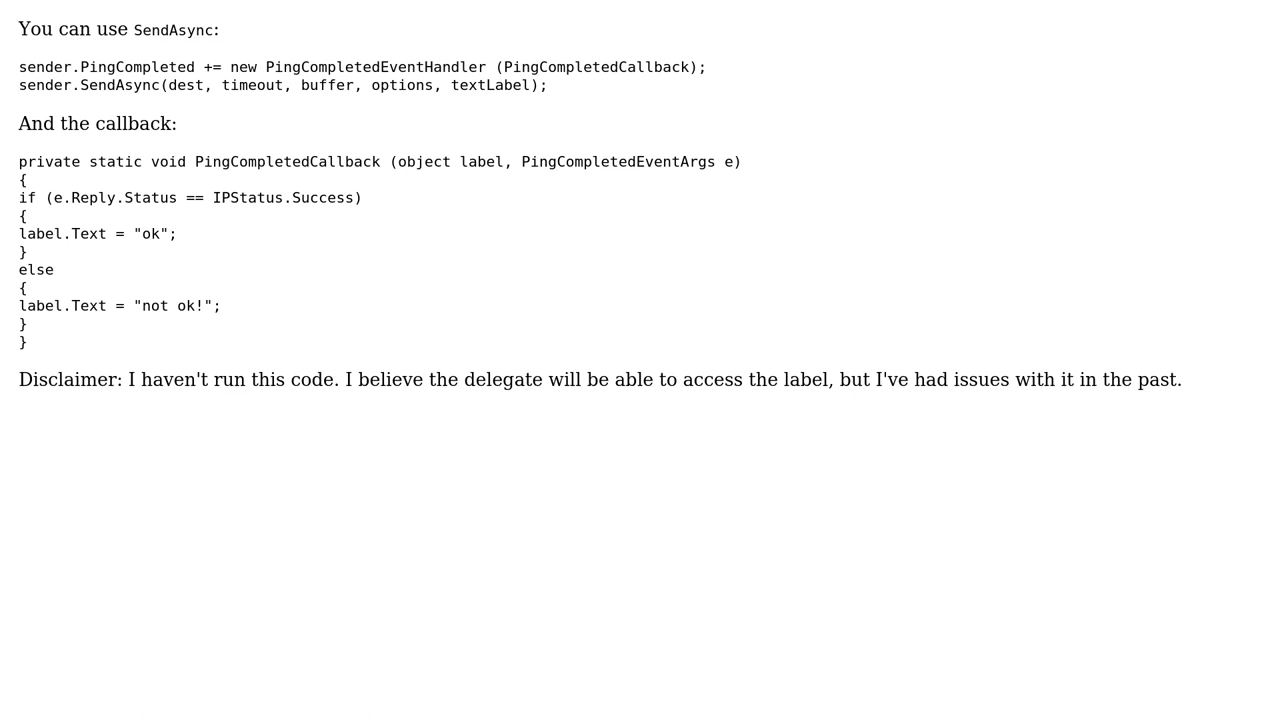 You can use SendAsync:
sender.PingCompleted += new PingCompletedEventHandler (PingCompletedCallback);
sender.SendAsync(dest, timeout, buffer, options, textLabel);
And the callback:
private static void PingCompletedCallback (object label, PingCompletedEventArgs e)
{
if (e.Reply.Status == IPStatus.Success)
{
label.Text = "ok";
}
else
{
label.Text = "not ok!";
}
}
Disclaimer: I haven't run this code. I believe the delegate will be able to access the label, but I've had issues with it in the past.